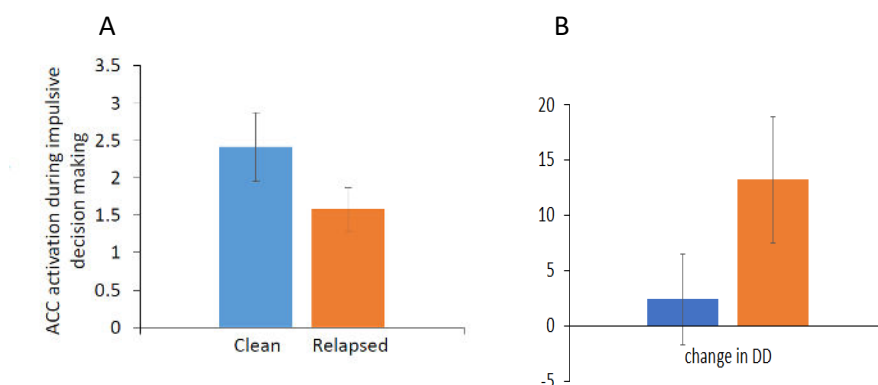 A
ACC activation during impulsive
decision making
3.5
3
2.5
2
1.5
1
0.5
0
Clean Relapsed
B
20
15
10
5
0
-5
change in DD